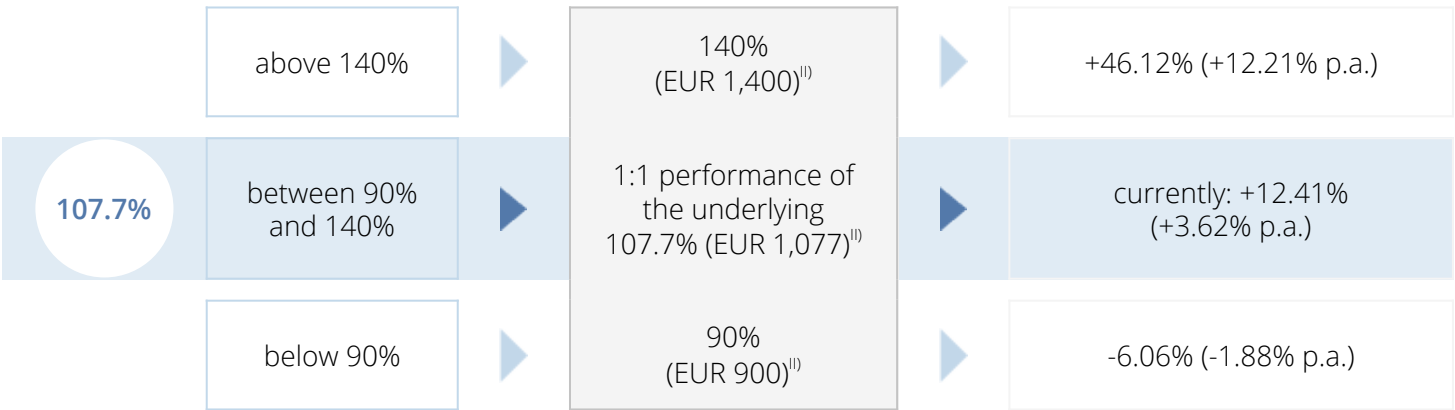 above 140%
140%
(EUR 1,400)II)
+46.12% (+12.21% p.a.)
107.7%
between 90%
and 140%
1:1 performance of
the underlying
107.7% (EUR 1,077)II)
currently: +12.41%
(+3.62% p.a.)
below 90%
90%
(EUR 900)II)
-6.06% (-1.88% p.a.)